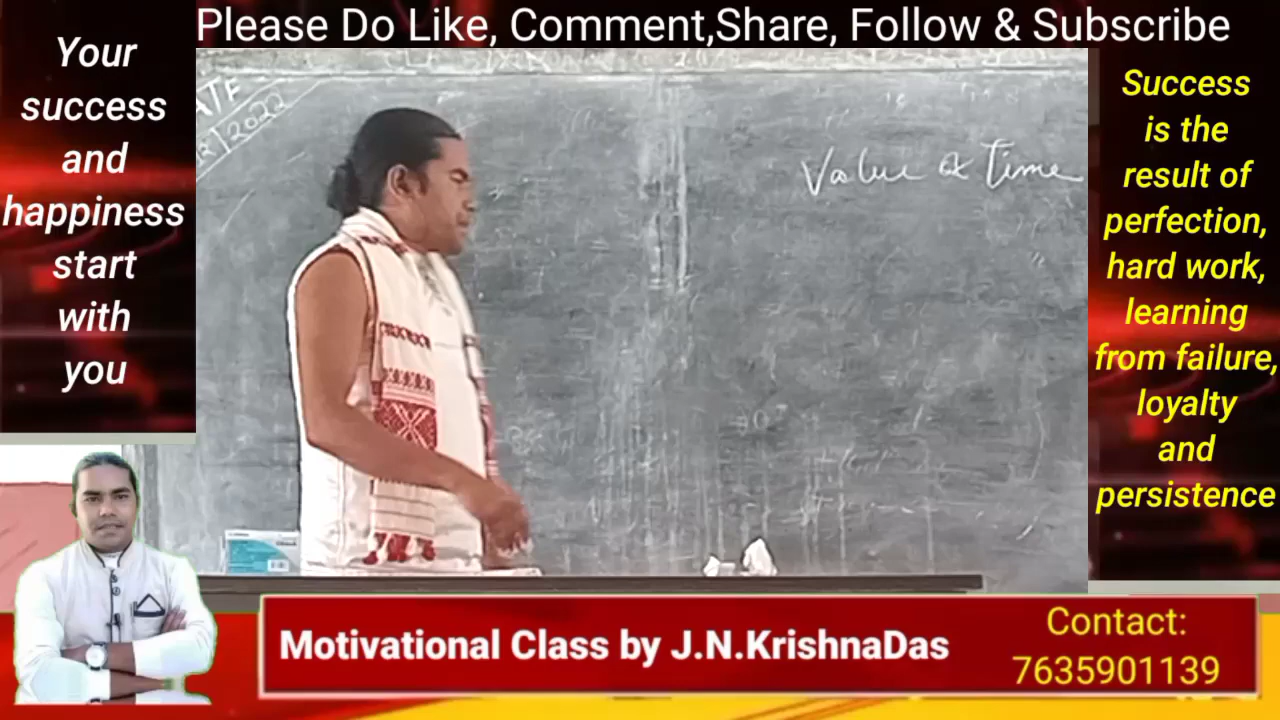 Please Do Like, Comment,Share, Follow & Subscribe
Your
success
and
happiness
start
with
you
2022
Value of Time
Success
is the
result of
perfection,
hard work,
learning
from failure,
loyalty
and
persistence
Motivational Class by J.N.KrishnaDas
Contact:
7635901139